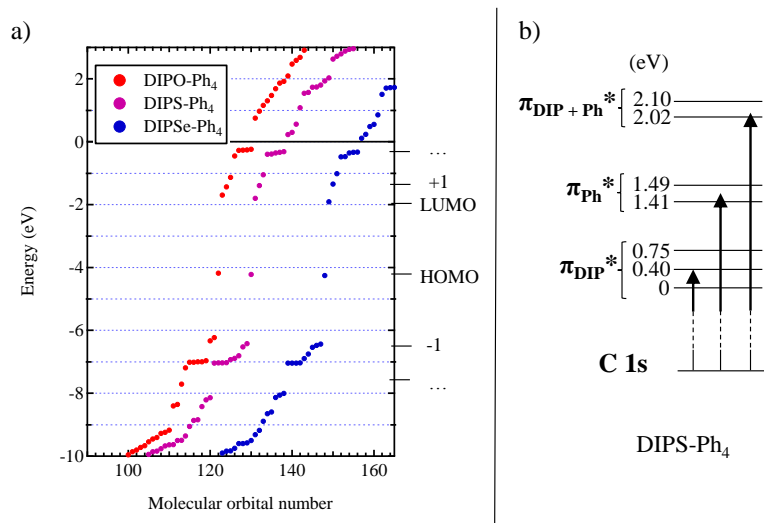 a)
Energy (eV)
2
0
-2
-4
-6
-8
-10
DIPO-Ph4
DIPS-Ph4
DIPSe-Ph4
...
+1
LUMO
HOMO
-1
...
100
120
140
160
Molecular orbital number
b)
(eV)
πDIP + Ph*
2.10
2.02
πPh*
1.49
1.41
πDIP*
0.75
0.40
0
C 1s
DIPS-Ph4